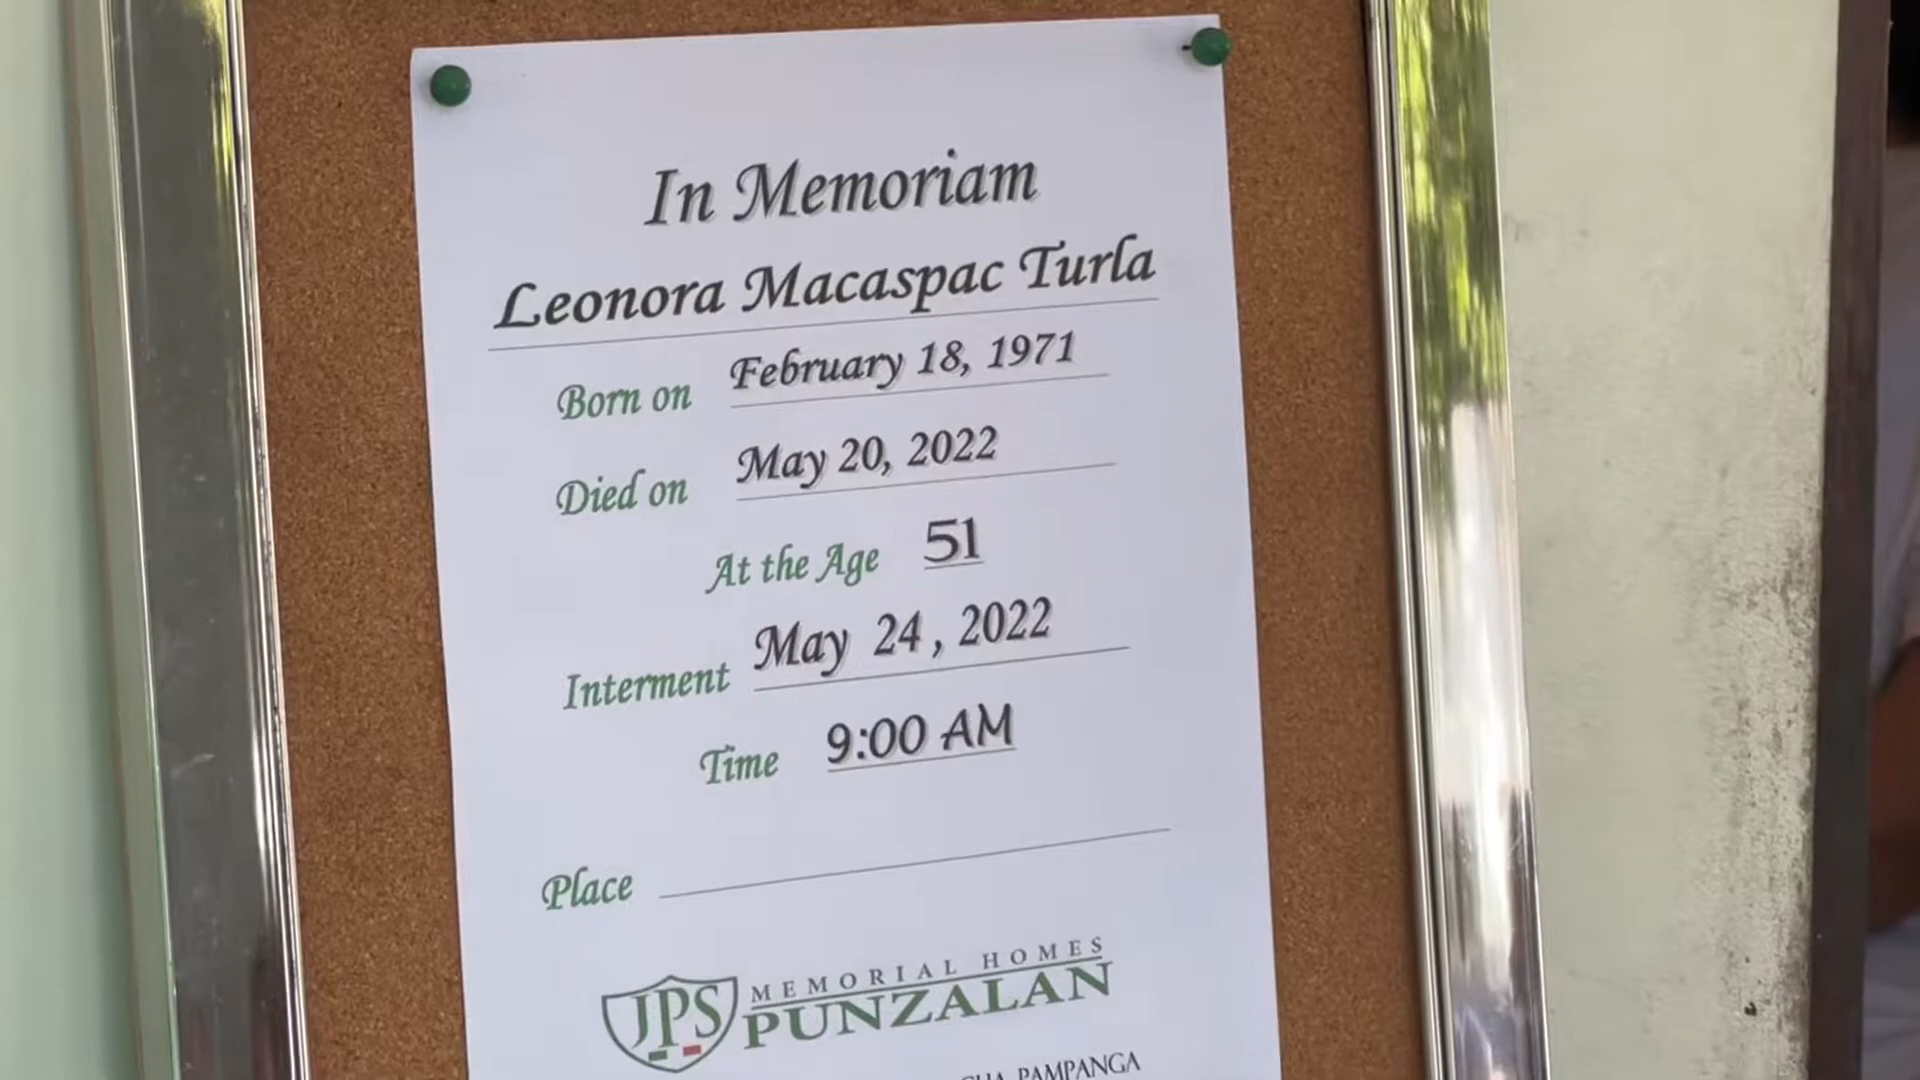 In Memoriam
Leonora Macaspac Turla
Born on February 18, 1971
Died on May 20, 2022
At the Age 51
Interment May 24, 2022
Time 9:00 AM
Place
JPS MEMORIAL HOMES
PUNZALAN
PAMPANGA